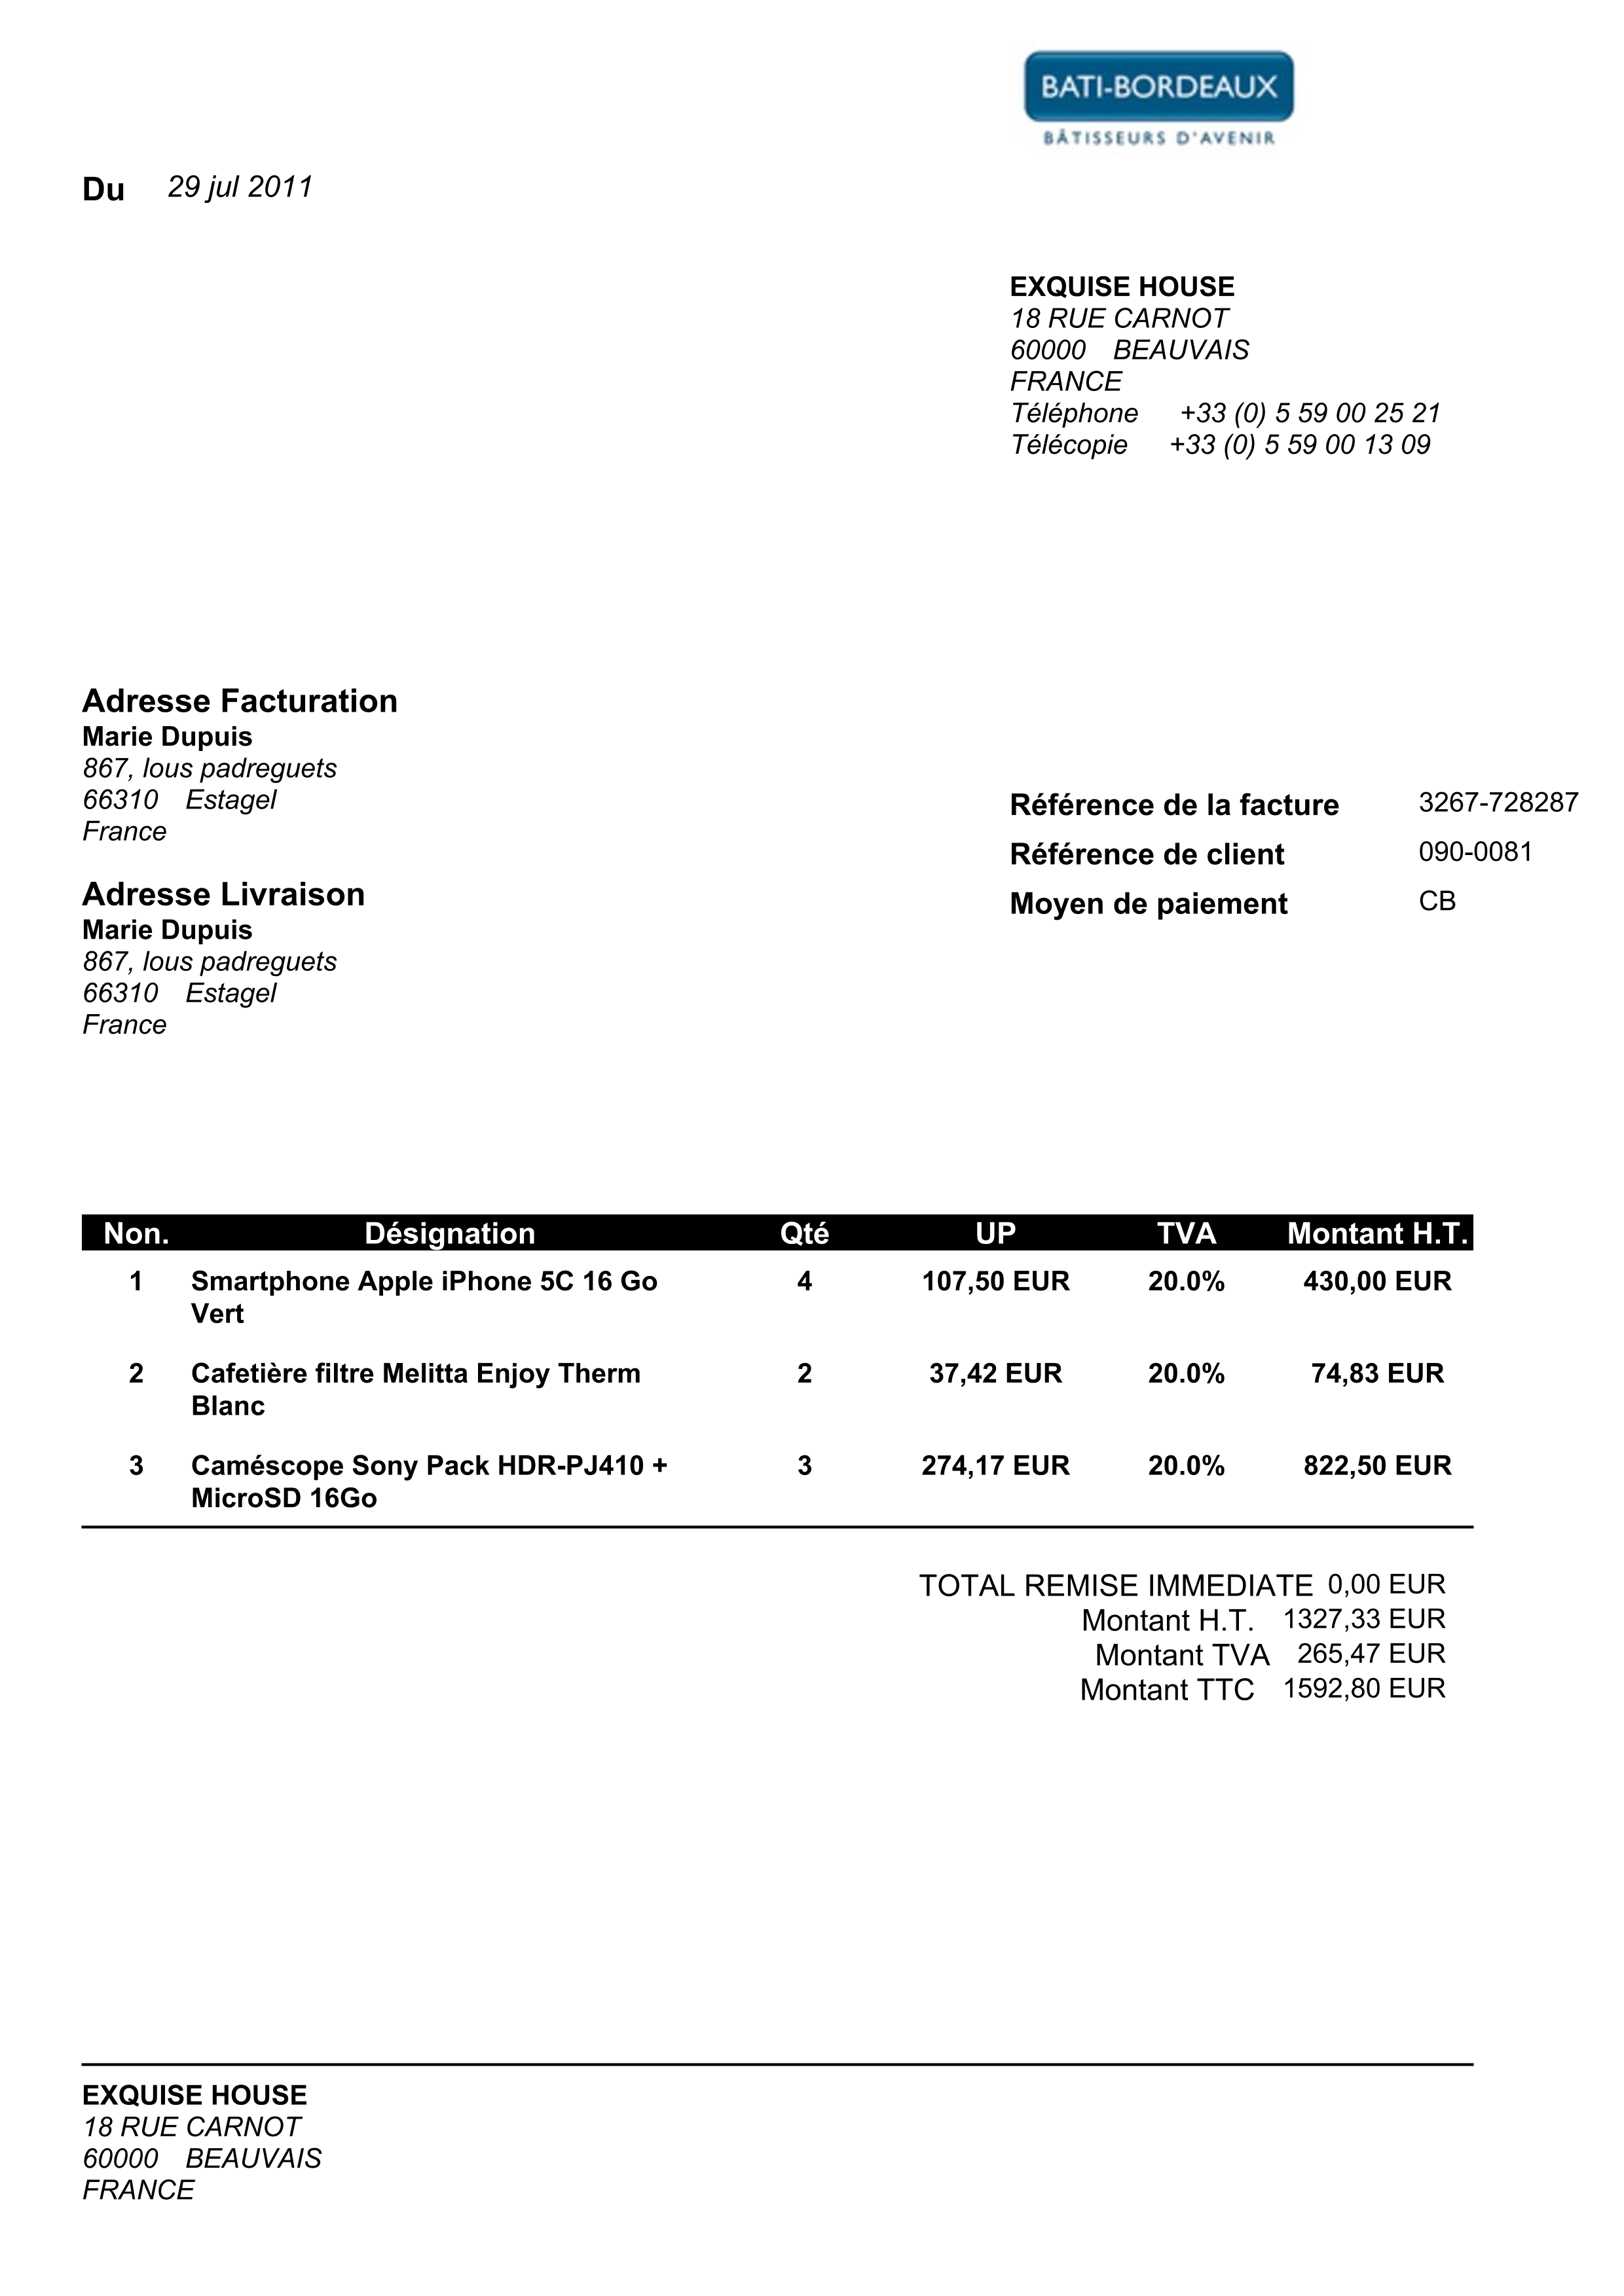 BATI-BORDEAUX
BÂTISSEURS D'AVENIR
Du 29 jul 2011
EXQUISE HOUSE
18 RUE CARNOT
60000 BEAUVAIS
FRANCE
Téléphone +33 (0) 5 59 00 25 21
Télécopie +33 (0) 5 59 00 13 09
Adresse Facturation
Marie Dupuis
867, lous padreguets
66310 Estagel
France
Référence de la facture 3267-728287
Référence de client 090-0081
Moyen de paiement CB
Adresse Livraison
Marie Dupuis
867, lous padreguets
66310 Estagel
France
Non. Désignation Qté UP TVA Montant H.T.
1 Smartphone Apple iPhone 5C 16 Go 4 107,50 EUR 20.0% 430,00 EUR
Vert
2 Cafetière filtre Melitta Enjoy Therm 2 37,42 EUR 20.0% 74,83 EUR
Blanc
3 Caméscope Sony Pack HDR-PJ410 + 3 274,17 EUR 20.0% 822,50 EUR
MicroSD 16Go
TOTAL REMISE IMMEDIATE 0,00 EUR
Montant H.T. 1327,33 EUR
Montant TVA 265,47 EUR
Montant TTC 1592,80 EUR
EXQUISE HOUSE
18 RUE CARNOT
60000 BEAUVAIS
FRANCE